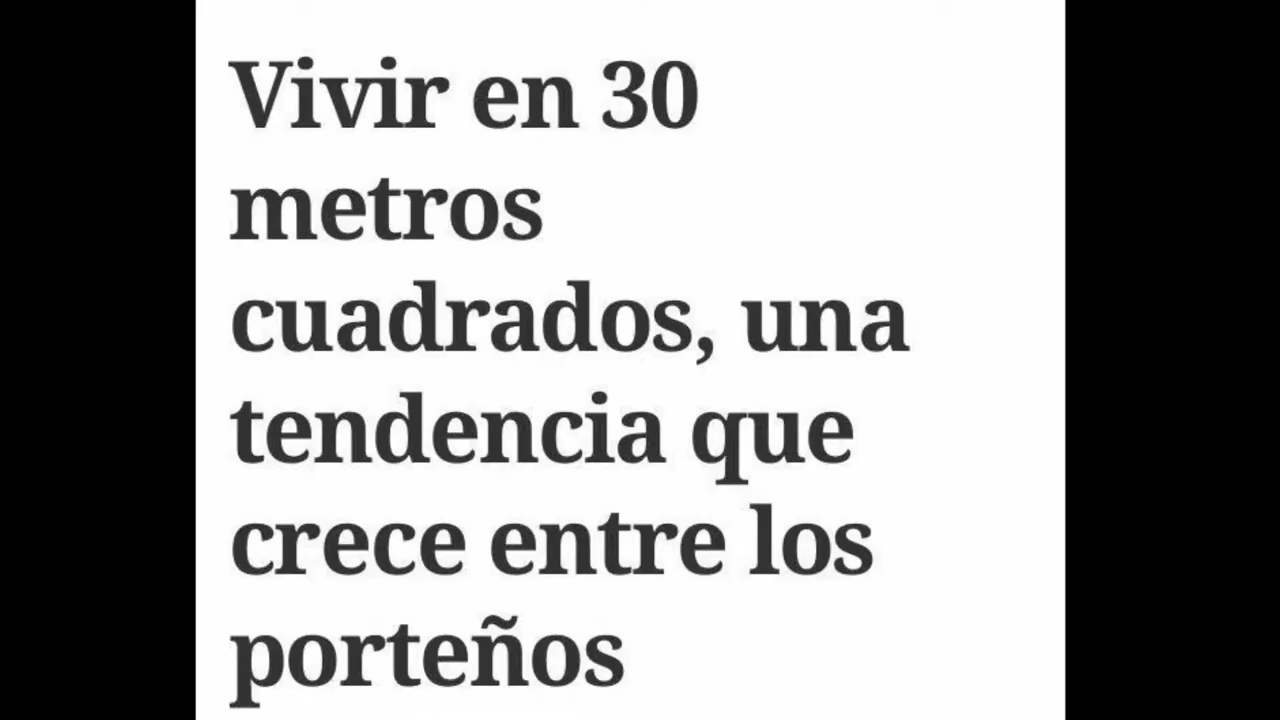 Vivir en 30
metros
cuadrados, una
tendencia que
crece entre los
porteños